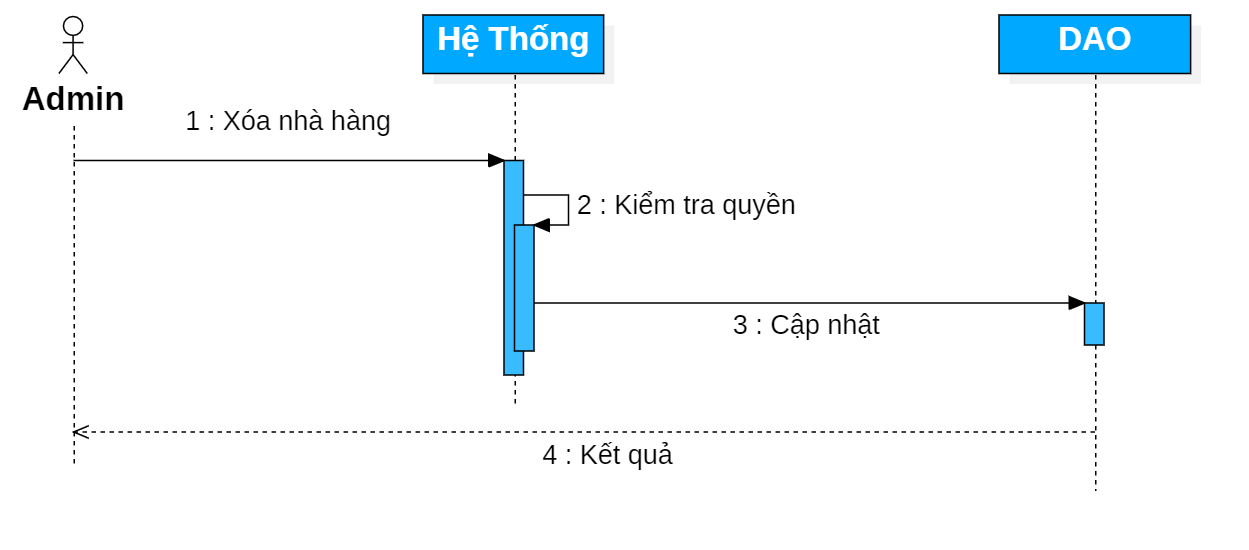 Hệ Thống
DAO
Admin
1 : Xóa nhà hàng
2 : Kiểm tra quyền
3 : Cập nhật
4 : Kết quả